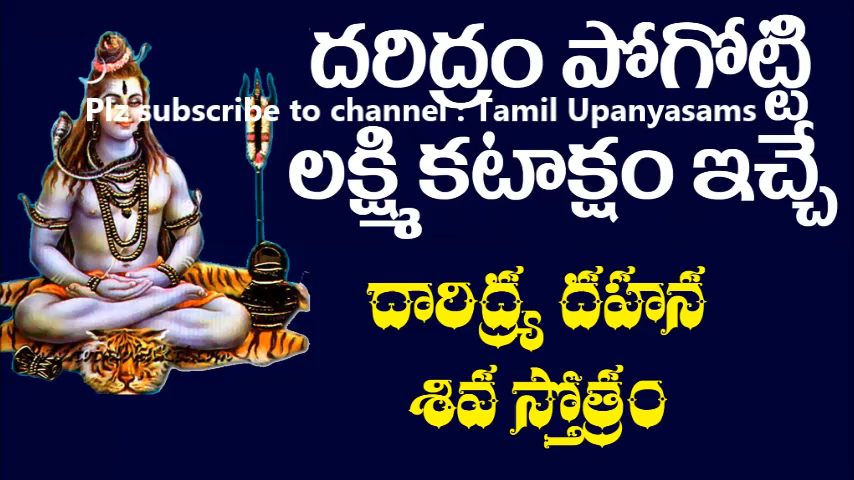 దరిద్రం పోగొట్టి
Plz subscribe to channel : Tamil Upanyasams
లక్ష్మి కటాక్షం ఇచ్చే
దారిద్ర్య దహన
శివ స్తోత్రం